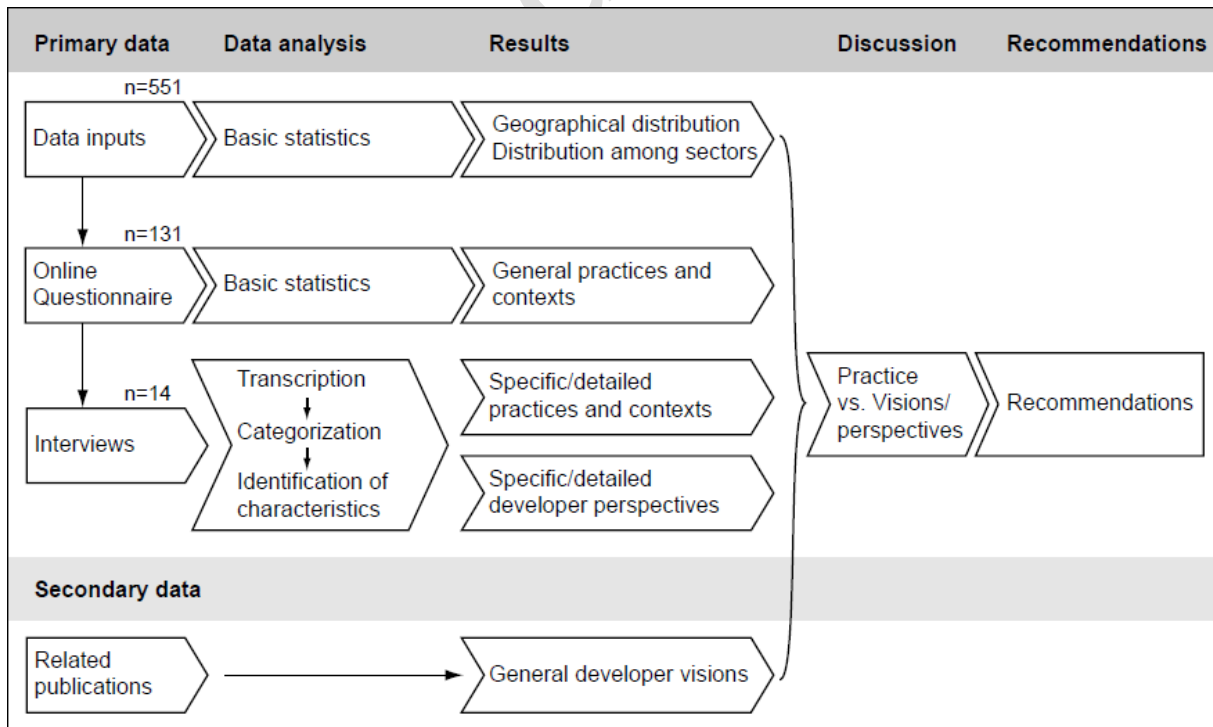 Primary data
Data analysis
Results
Discussion
Recommendations
n=551
Data inputs
Basic statistics
Geographical distribution
Distribution among sectors
n=131
Online
Questionnaire
Basic statistics
General practices and
contexts
n=14
Interviews
Transcription
Categorization
Identification of
characteristics
Specific/detailed
practices and contexts
Specific/detailed
developer perspectives
Practice
vs. Visions/
perspectives
Recommendations
Secondary data
Related
publications
General developer visions